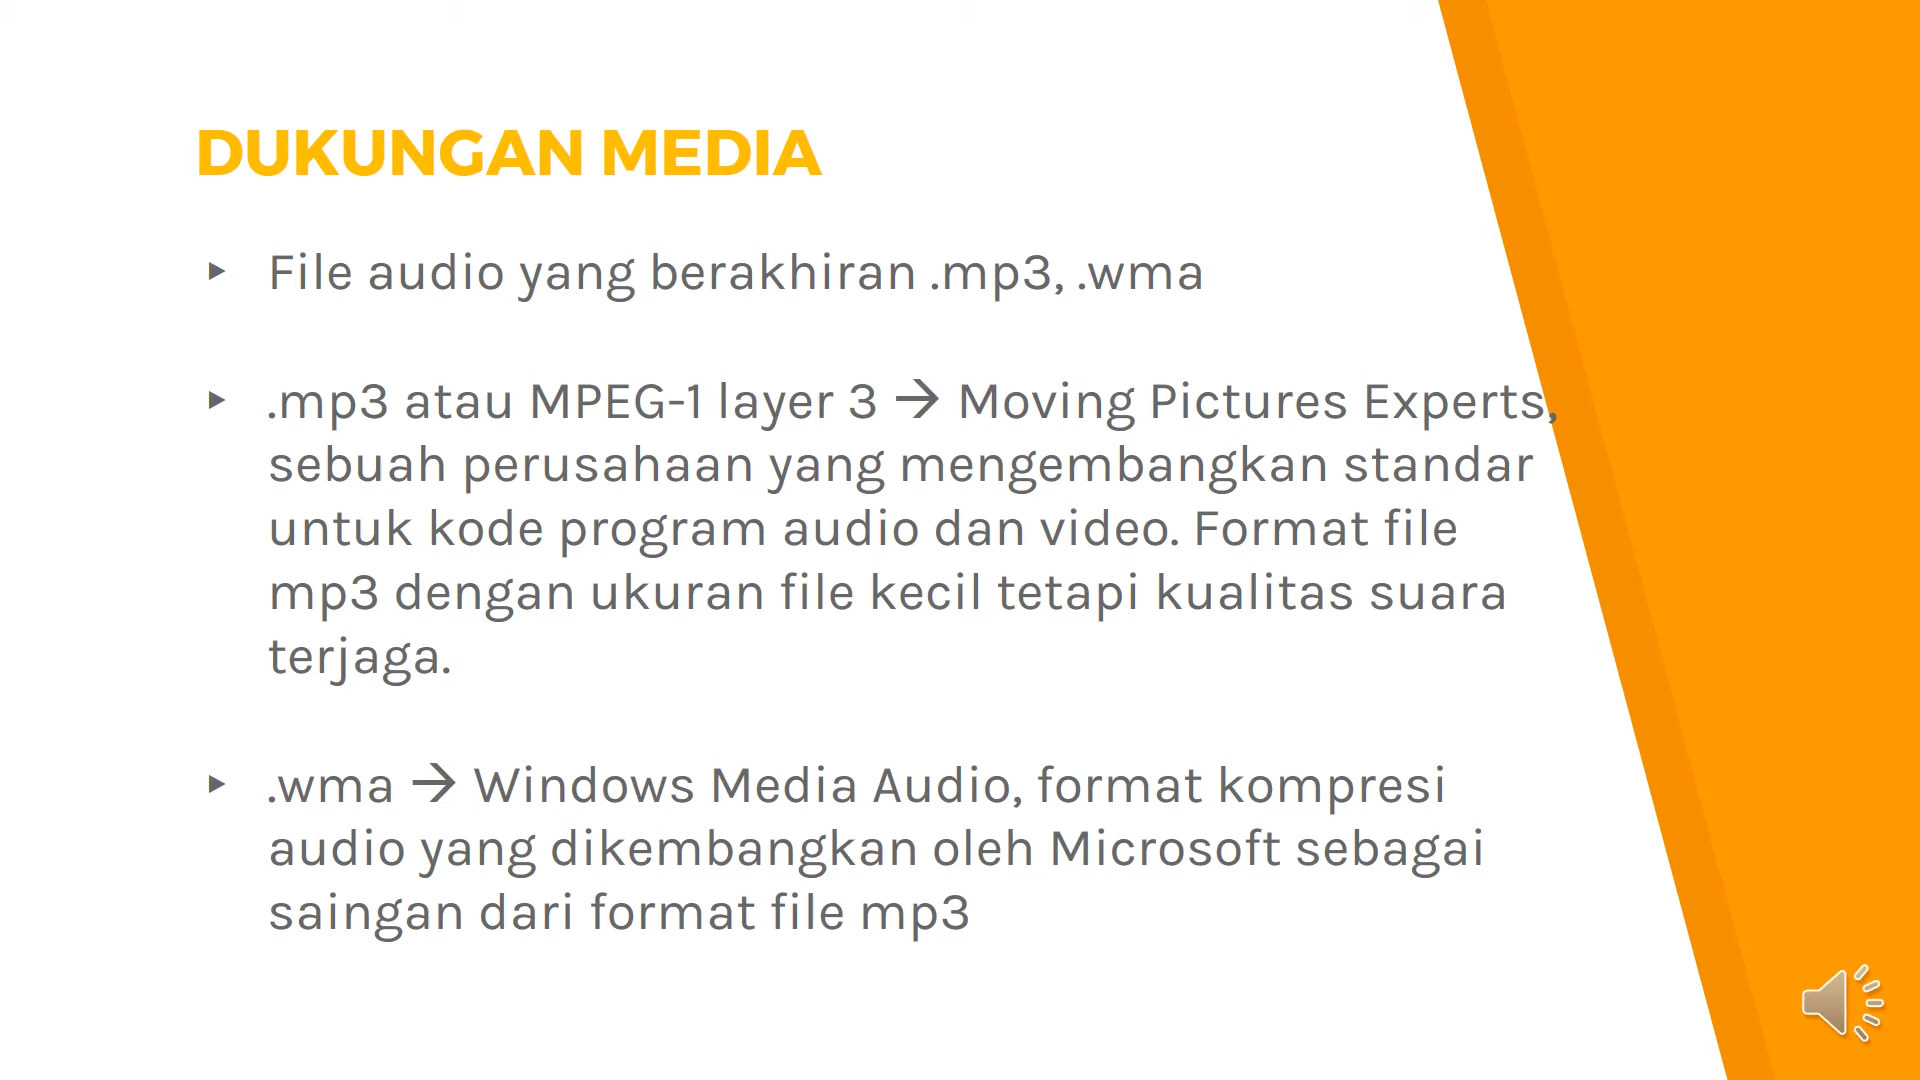 DUKUNGAN MEDIA
▸ File audio yang berakhiran .mp3, .wma
▸ .mp3 atau MPEG-1 layer 3 → Moving Pictures Experts,
sebuah perusahaan yang mengembangkan standar
untuk kode program audio dan video. Format file
mp3 dengan ukuran file kecil tetapi kualitas suara
terjaga.
▸ .wma → Windows Media Audio, format kompresi
audio yang dikembangkan oleh Microsoft sebagai
saingan dari format file mp3